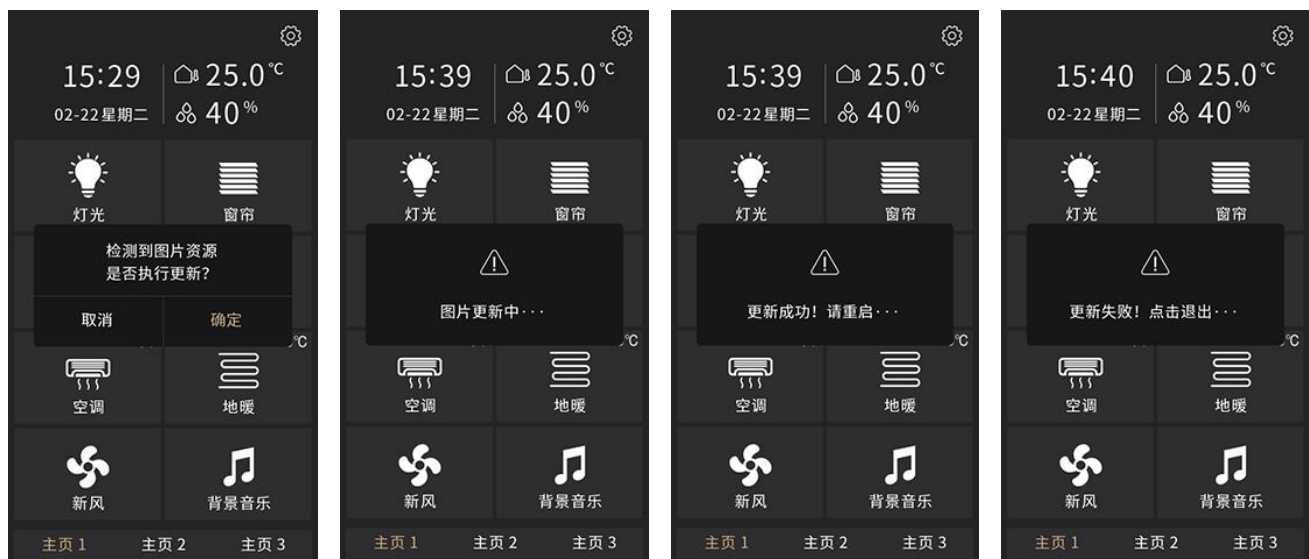 15:29
25.0℃
02-22星期二
40%
灯光
窗帘
检测到图片资源
是否执行更新？
取消
确定
℃
空调
地暖
新风
背景音乐
主页1
主页2
主页3
15:39
25.0℃
02-22星期二
40%
灯光
窗帘
图片更新中···
℃
空调
地暖
新风
背景音乐
主页1
主页2
主页3
15:39
25.0℃
02-22星期二
40%
灯光
窗帘
更新成功！请重启···
℃
空调
地暖
新风
背景音乐
主页1
主页2
主页3
15:40
25.0℃
02-22星期二
40%
灯光
窗帘
更新失败！点击退出···
℃
空调
地暖
新风
背景音乐
主页1
主页2
主页3